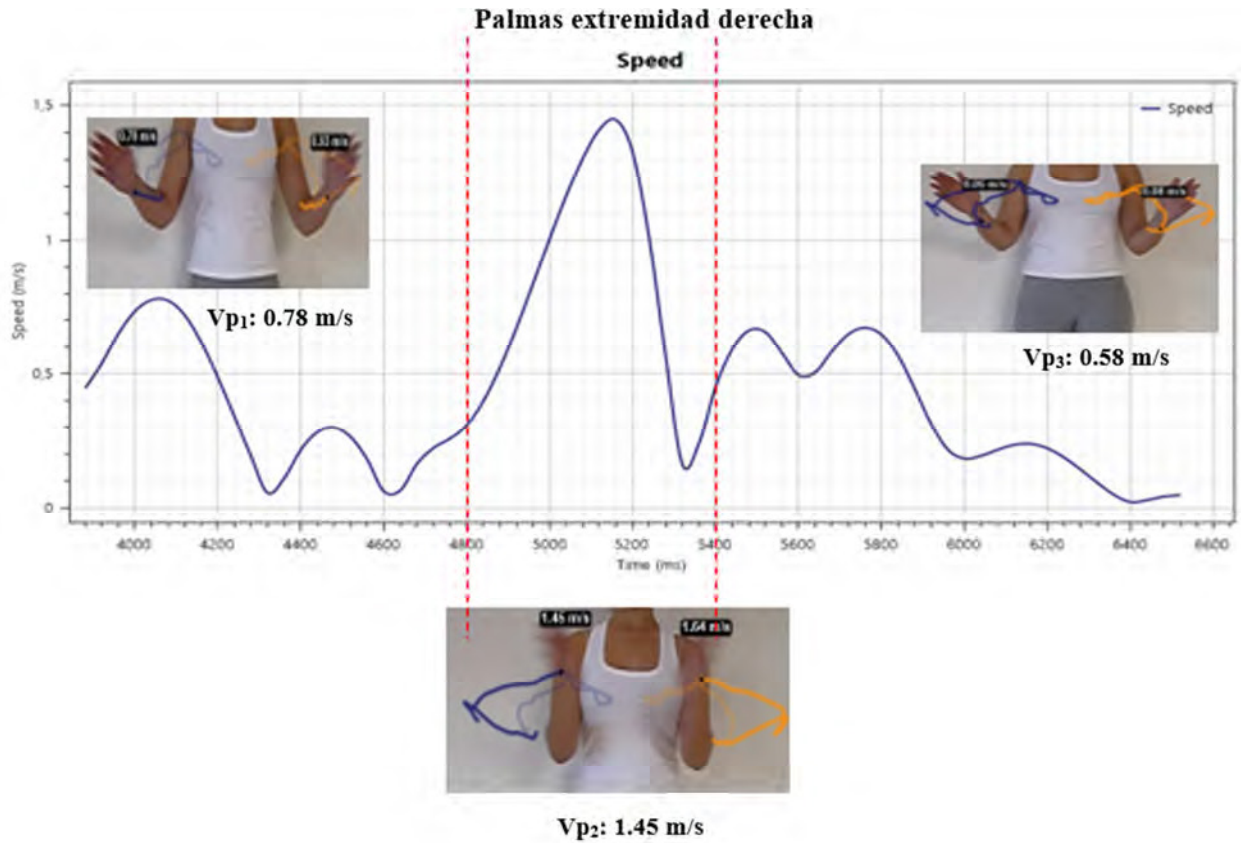 Palmas extremidad derecha
Speed
1,5
1
0,5
0
Speed (m/s)
Speed
0.78 m/s
Vp1: 0.78 m/s
Vp3: 0.58 m/s
4000 4200 4400 4600 4800 5000 5200 5400 5600 5800 6000 6200 6400 6600
Time (ms)
1.45 m/s
1.64 m/s
Vp2: 1.45 m/s